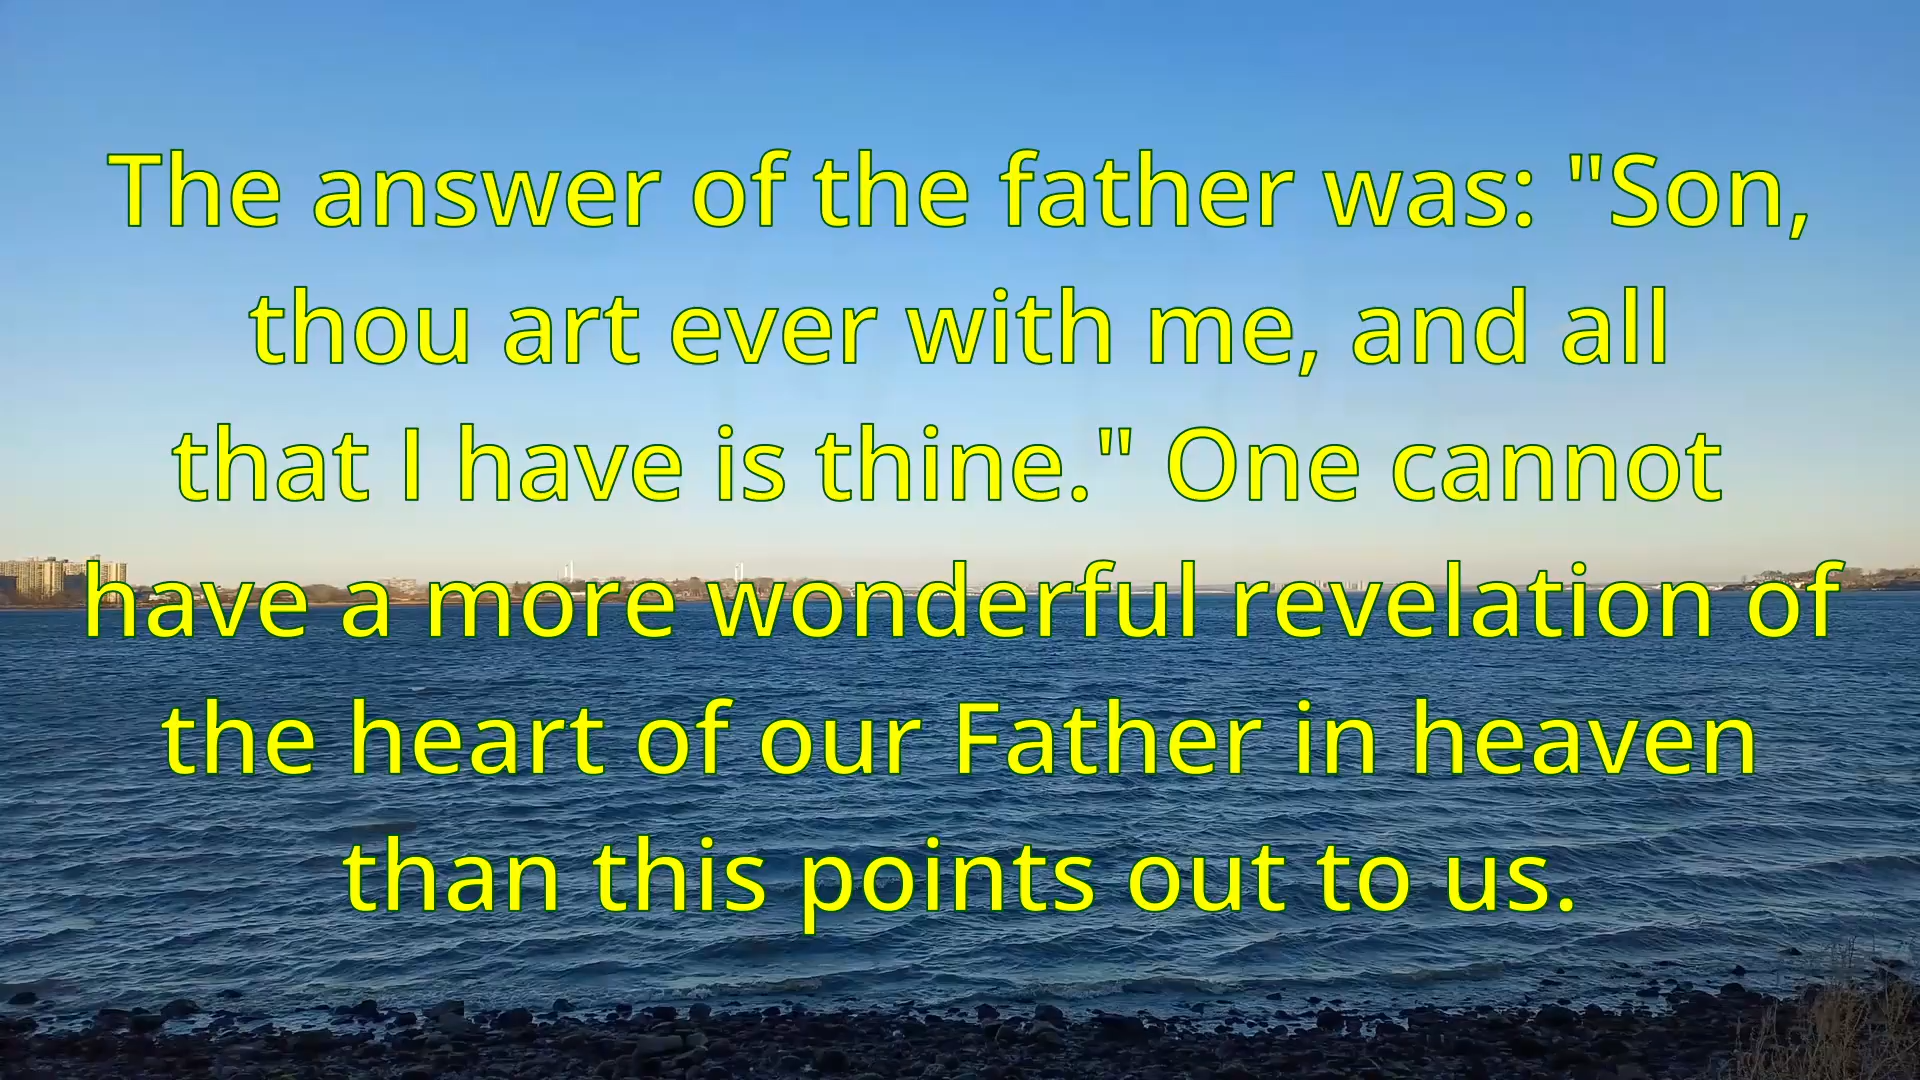 The answer of the father was: "Son,
thou art ever with me, and all
that I have is thine." One cannot
have a more wonderful revelation of
the heart of our Father in heaven
than this points out to us.